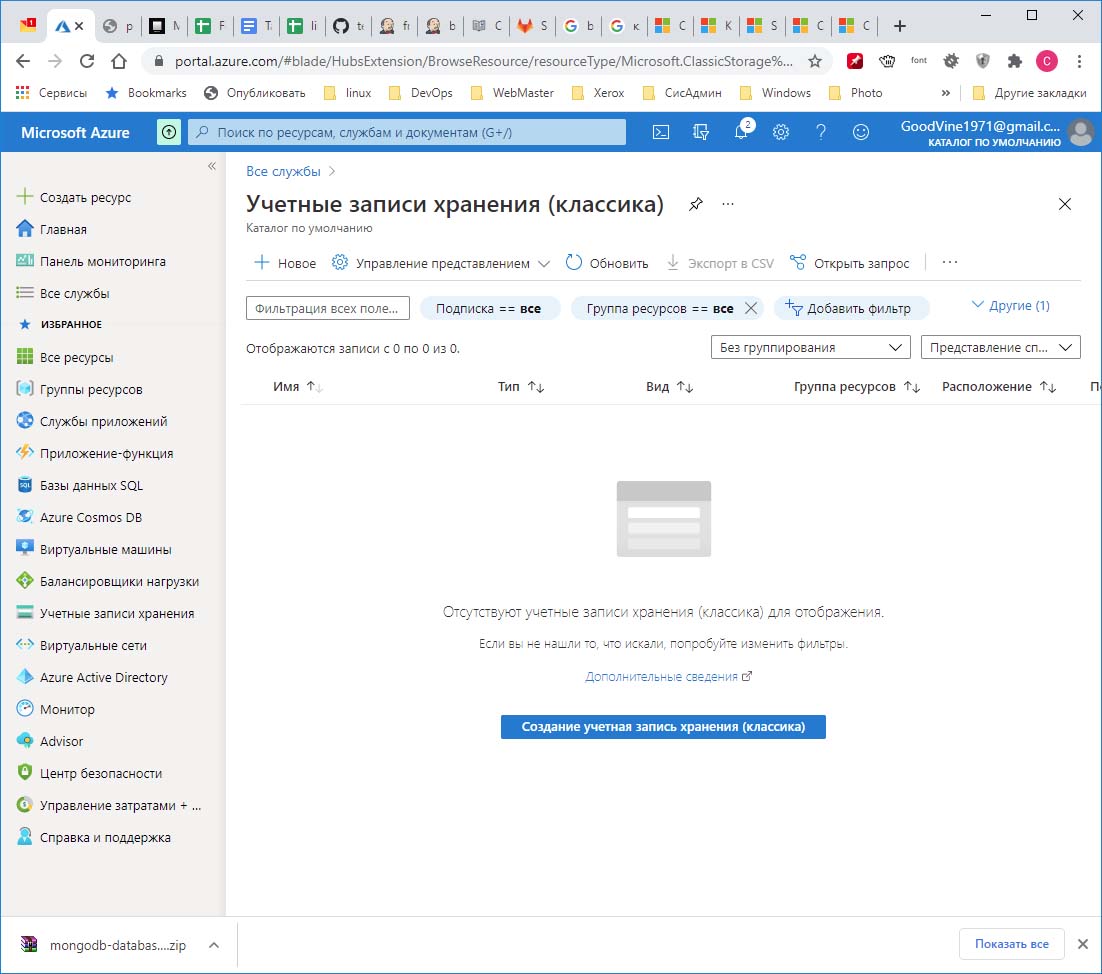 1
p
M
F
T
li
te
fr
b
C
S
b
к
C
K
S
C
C
portal.azure.com/#blade/HubsExtension/BrowseResource/resourceType/Microsoft.ClassicStorage%...
font
C
Сервисы
Bookmarks
Опубликовать
linux
DevOps
WebMaster
Xerox
СисАдмин
Windows
Photo
»
Другие закладки
Microsoft Azure
Поиск по ресурсам, службам и документам (G+/)
2
GoodVine1971@gmail.c...
КАТАЛОГ ПО УМОЛЧАНИЮ
«
Создать ресурс
Главная
Панель мониторинга
Все службы
ИЗБРАННОЕ
Все ресурсы
Группы ресурсов
Службы приложений
Приложение-функция
Базы данных SQL
Azure Cosmos DB
Виртуальные машины
Балансировщики нагрузки
Учетные записи хранения
Виртуальные сети
Azure Active Directory
Монитор
Advisor
Центр безопасности
Управление затратами + ...
Справка и поддержка
Все службы >
Учетные записи хранения (классика) ...
Каталог по умолчанию
Новое
Управление представлением
Обновить
Экспорт в CSV
Открыть запрос
...
Фильтрация всех поле...
Подписка == все
Группа ресурсов == все
Добавить фильтр
Другие (1)
Отображаются записи с 0 по 0 из 0.
Без группирования
Представление сп...
Имя ↑↓
Тип ↑↓
Вид ↑↓
Группа ресурсов ↑↓
Расположение ↑↓
Отсутствуют учетные записи хранения (классика) для отображения.
Если вы не нашли то, что искали, попробуйте изменить фильтры.
Дополнительные сведения
Создание учетная запись хранения (классика)
mongodb-databas....zip
Показать все